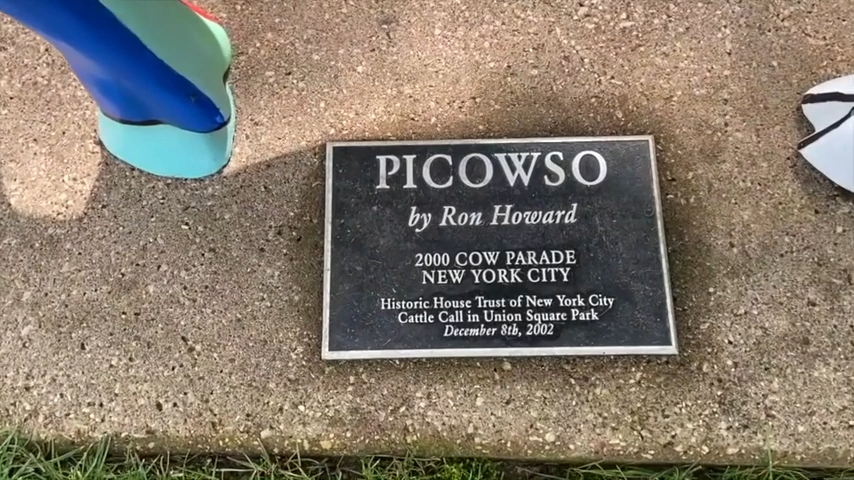 PICOWSO
by Ron Howard
2000 COW PARADE
NEW YORK CITY
Historic House Trust of New York City
Cattle Call in Union Square Park
December 8th, 2002